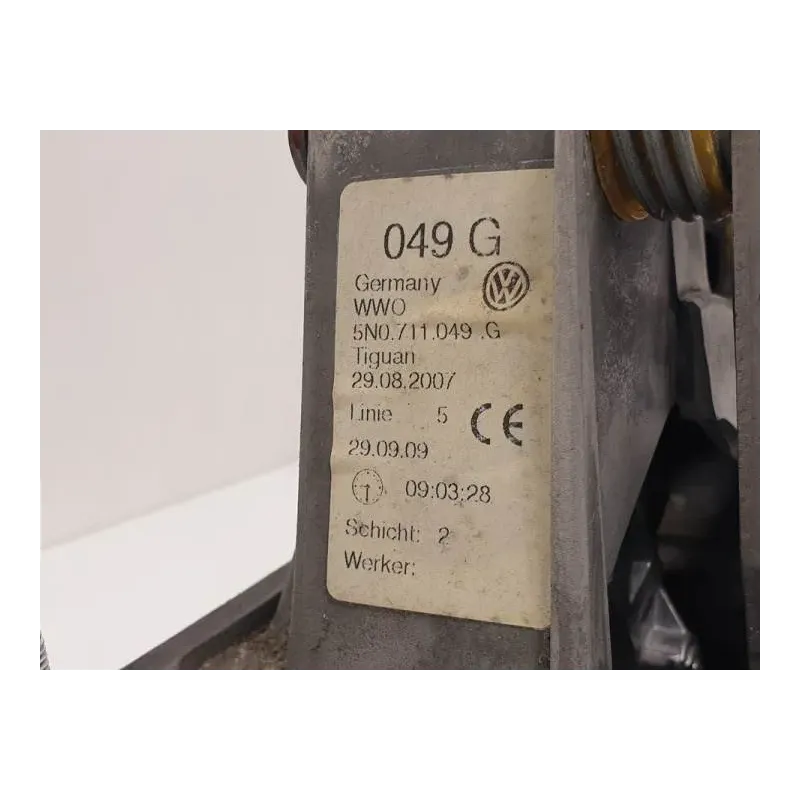 049 G
Germany
WWO
5N0.711.049 .G
Tiguan
29.08.2007
Linie 5 CE
29.09.09
09:03:28
Schicht: 2
Werker: